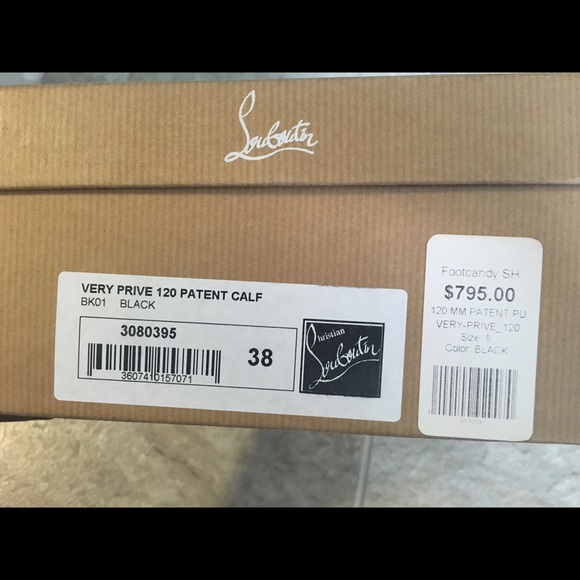 Louboutin
VERY PRIVE 120 PATENT CALF
BK01 BLACK
3080395
38
3607410157071
Christian
Louboutin
Footcandy SH
$795.00
120 MM PATENT PU
VERY-PRIVE_120
Size: 8
Color: BLACK